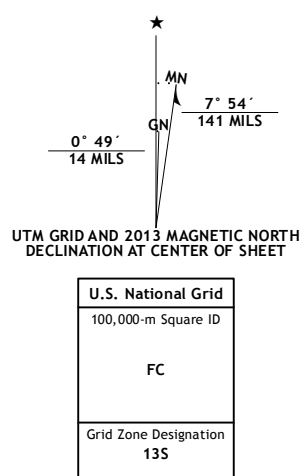 ★
MN
GN
7° 54´
141 MILS
0° 49´
14 MILS
UTM GRID AND 2013 MAGNETIC NORTH
DECLINATION AT CENTER OF SHEET
U.S. National Grid
100,000-m Square ID
FC
Grid Zone Designation
13S